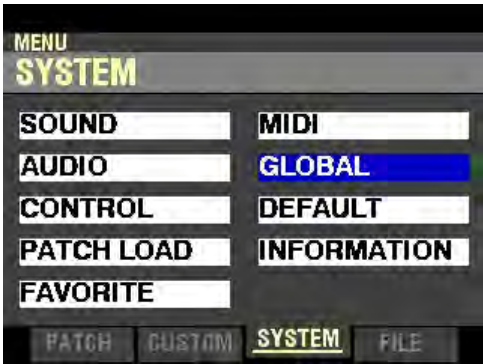 MENU
SYSTEM
SOUND
MIDI
AUDIO
GLOBAL
CONTROL
DEFAULT
PATCH LOAD
INFORMATION
FAVORITE
PATCH CUSTOM SYSTEM FILE